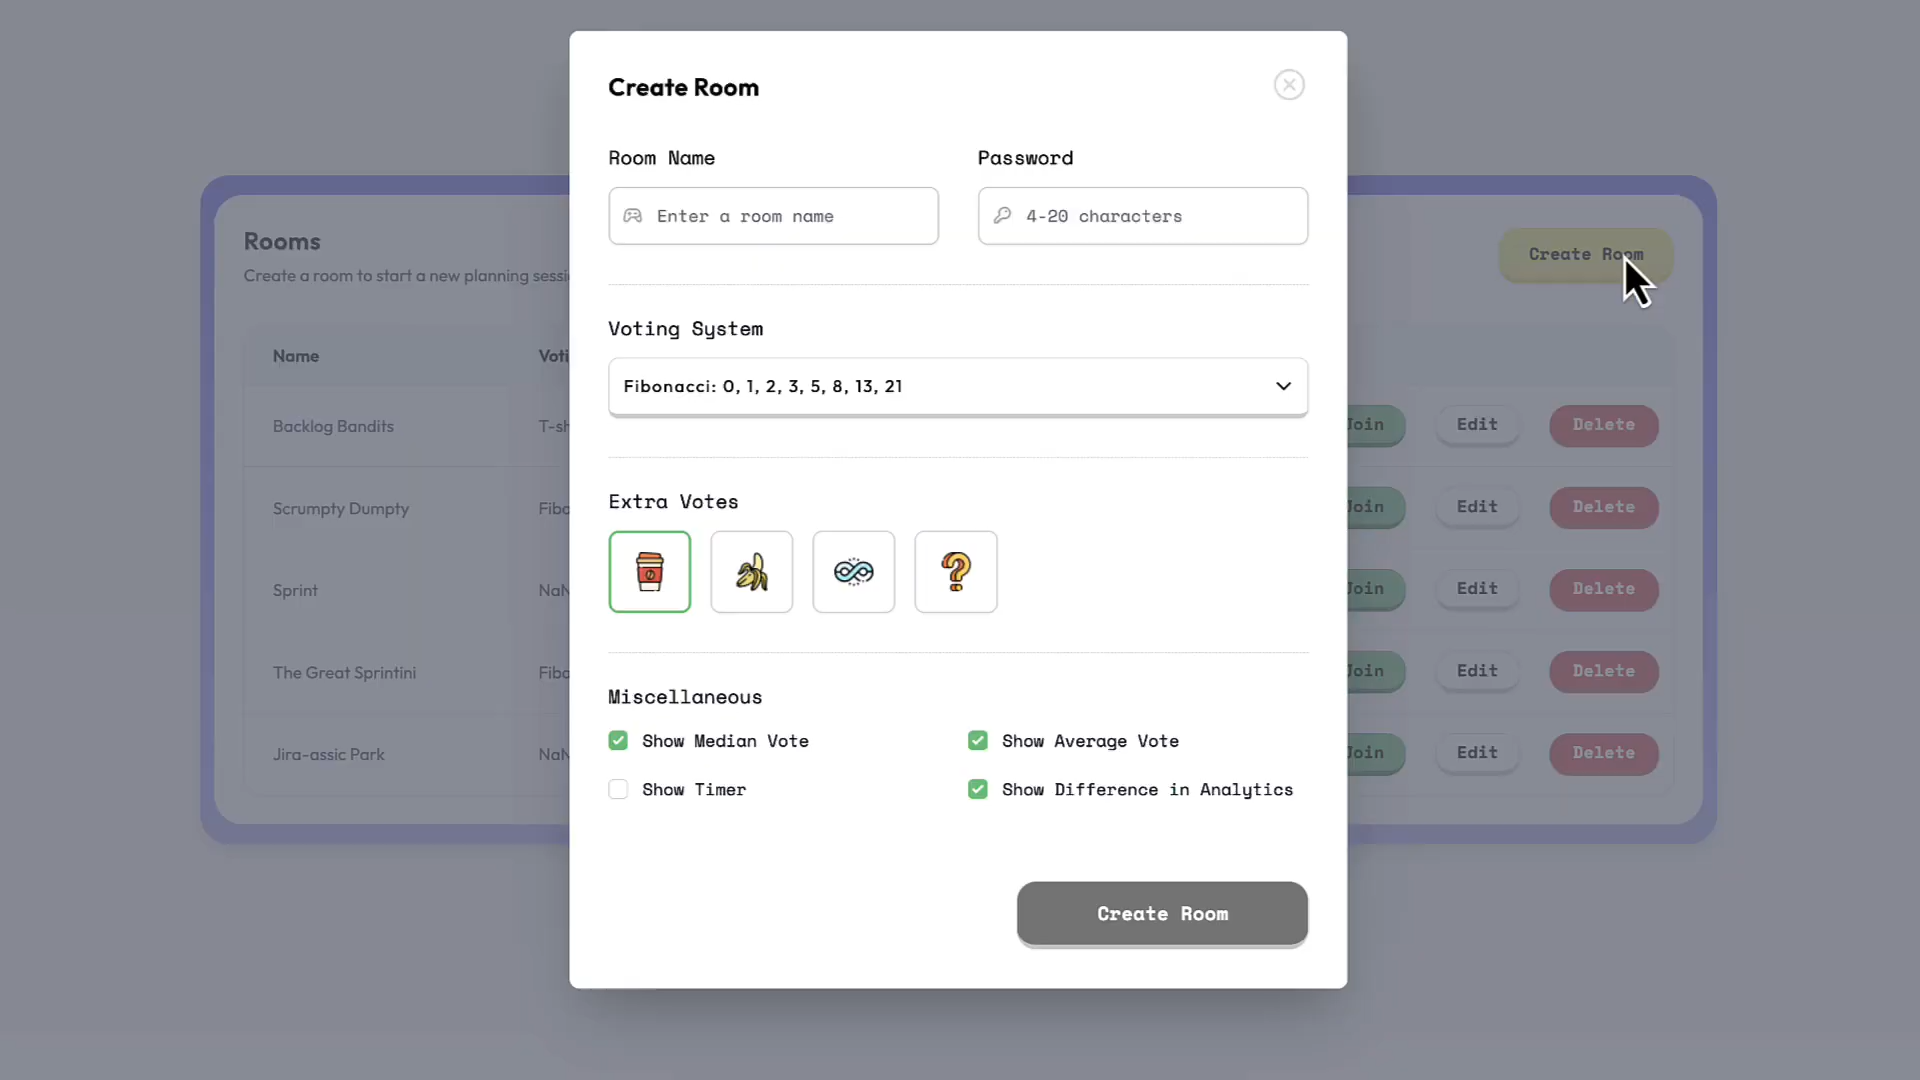 Create Room
Room Name
Password
Enter a room name
4-20 characters
Rooms
Create Room
Create a room to start a new planning sessi
Voting System
Name
Voti
Fibonacci: 0, 1, 2, 3, 5, 8, 13, 21
Backlog Bandits
T-sh
Join
Edit
Delete
Extra Votes
Scrumpty Dumpty
Fibo
Join
Edit
Delete
Sprint
NaN
Join
Edit
Delete
The Great Sprintini
Fibo
Join
Edit
Delete
Miscellaneous
Show Median Vote
Show Average Vote
Jira-assic Park
NaN
Join
Edit
Delete
Show Timer
Show Difference in Analytics
Create Room